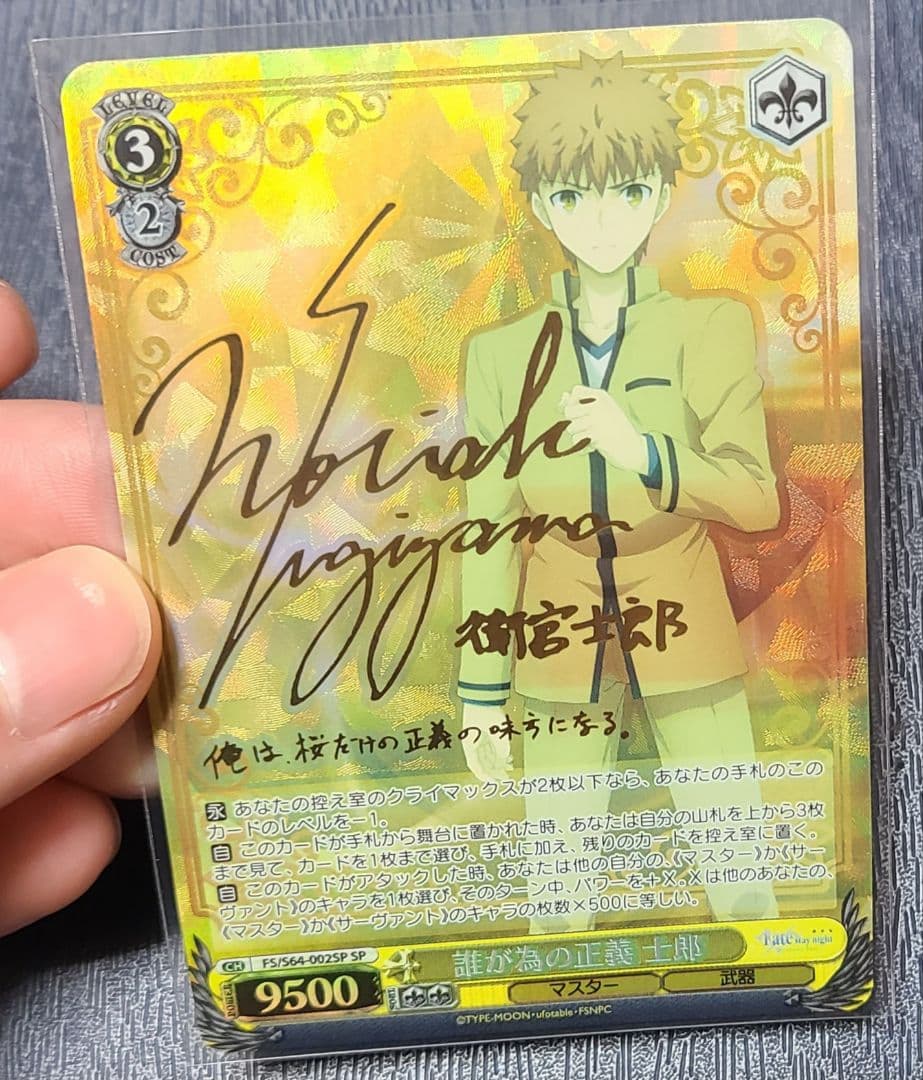 LEVEL
3
2
COST
Noriaki
Sugiyama
衛宮士郎
俺は、桜だけの正義の味方になる。
永 あなたの控え室のクライマックスが2枚以下なら、あなたの手札のこの
カードのレベルを−1。
自 このカードが手札から舞台に置かれた時、あなたは自分の山札を上から3枚
まで見て、カードを1枚まで選び、手札に加え、残りのカードを控え室に置く。
自 このカードがアタックした時、あなたは他の自分の、《マスター》か《サー
ヴァント》のキャラを1枚選び、そのターン中、パワーを＋X。Xは他のあなたの、
《マスター》か《サーヴァント》のキャラの枚数×500に等しい。
CH FS/S64-002SP SP
誰が為の正義 士郎
Fate stay night
POWER 9500 SOUL
マスター 武器
©TYPE-MOON・ufotable・FSNPC